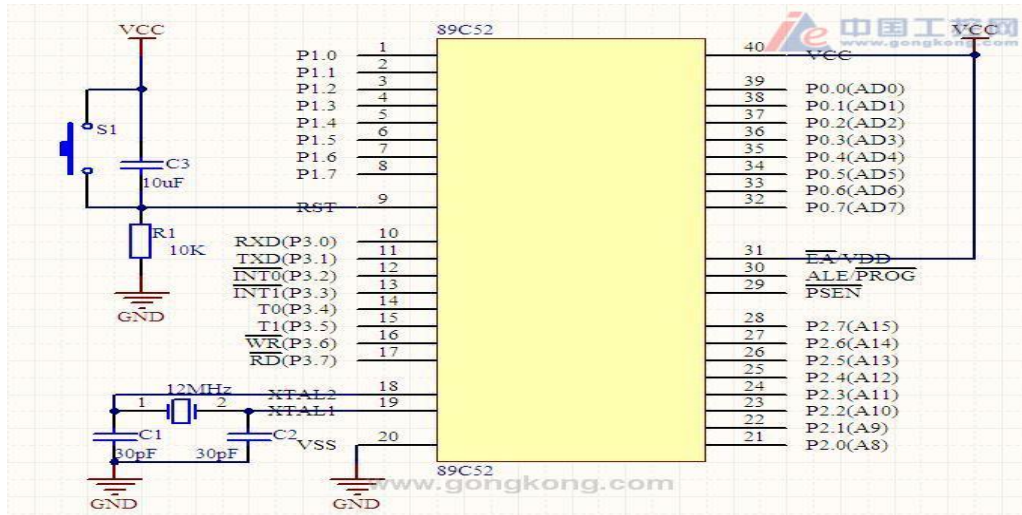 中国工控网
www.gongkong.com
VCC
89C52
VCC
P1.0 1
P1.1 2
P1.2 3
P1.3 4
P1.4 5
P1.5 6
P1.6 7
P1.7 8
RST 9
RXD(P3.0) 10
TXD(P3.1) 11
INT0(P3.2) 12
INT1(P3.3) 13
T0(P3.4) 14
T1(P3.5) 15
WR(P3.6) 16
RD(P3.7) 17
XTAL2 18
XTAL1 19
VSS 20
40 VCC
39 P0.0(AD0)
38 P0.1(AD1)
37 P0.2(AD2)
36 P0.3(AD3)
35 P0.4(AD4)
34 P0.5(AD5)
33 P0.6(AD6)
32 P0.7(AD7)
31 EA/VDD
30 ALE/PROG
29 PSEN
28 P2.7(A15)
27 P2.6(A14)
26 P2.5(A13)
25 P2.4(A12)
24 P2.3(A11)
23 P2.2(A10)
22 P2.1(A9)
21 P2.0(A8)
S1
C3
10uF
R1
10K
GND
12MHz
1 2
C1
30pF
C2
30pF
GND
GND
89C52
www.gongkong.com